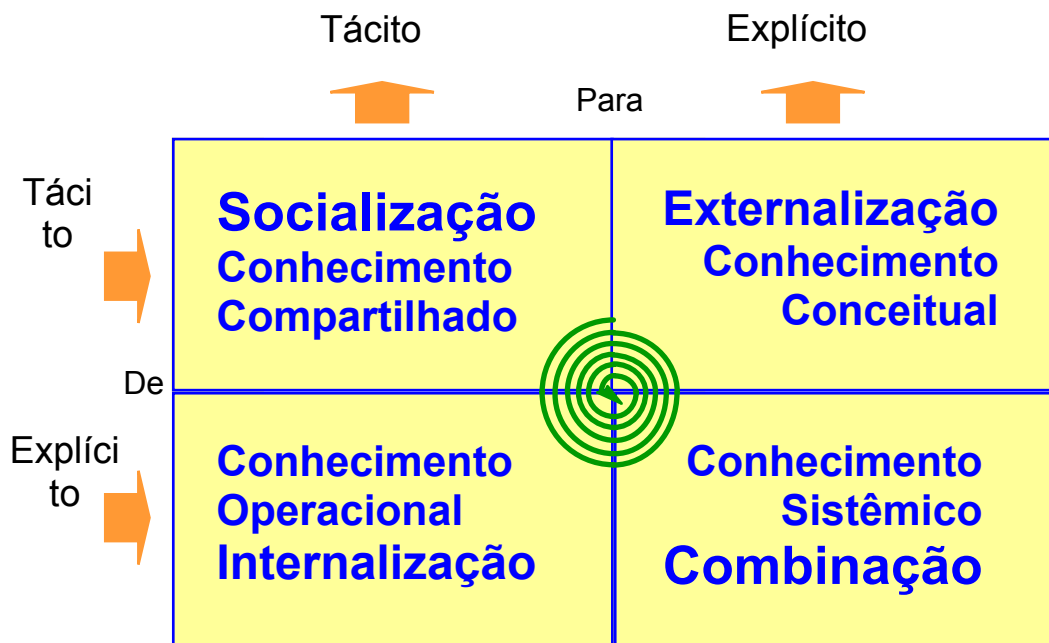 Tácito
Explícito
Para
Táci
to
Socialização
Conhecimento
Compartilhado
Externalização
Conhecimento
Conceitual
De
Explíci
to
Conhecimento
Operacional
Internalização
Conhecimento
Sistêmico
Combinação